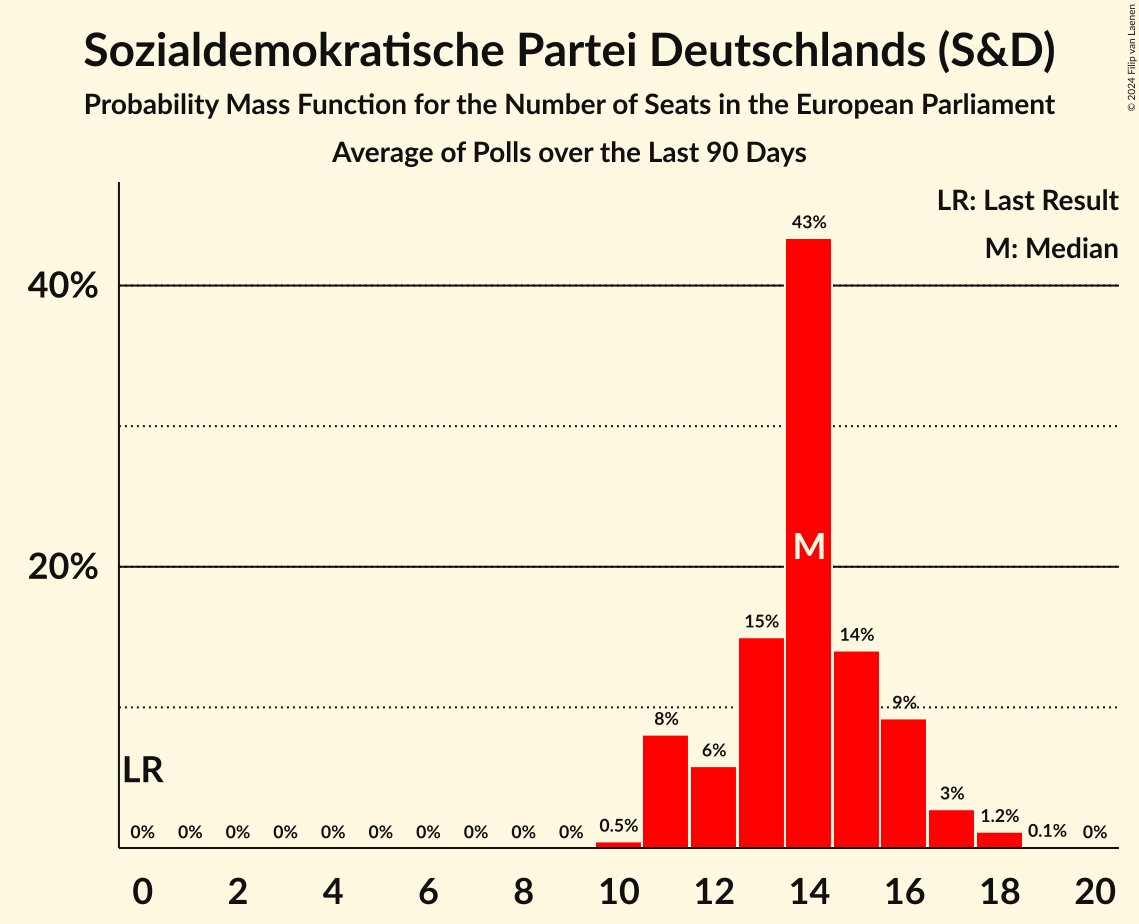 Sozialdemokratische Partei Deutschlands (S&D)
Probability Mass Function for the Number of Seats in the European Parliament
Average of Polls over the Last 90 Days
© 2024 Filip van Laenen
LR: Last Result
M: Median
43%
40%
M
20%
15%
14%
9%
8%
6%
LR
3%
1.2%
0% 0% 0% 0% 0% 0% 0% 0% 0% 0% 0.5% 0.1% 0%
0 2 4 6 8 10 12 14 16 18 20